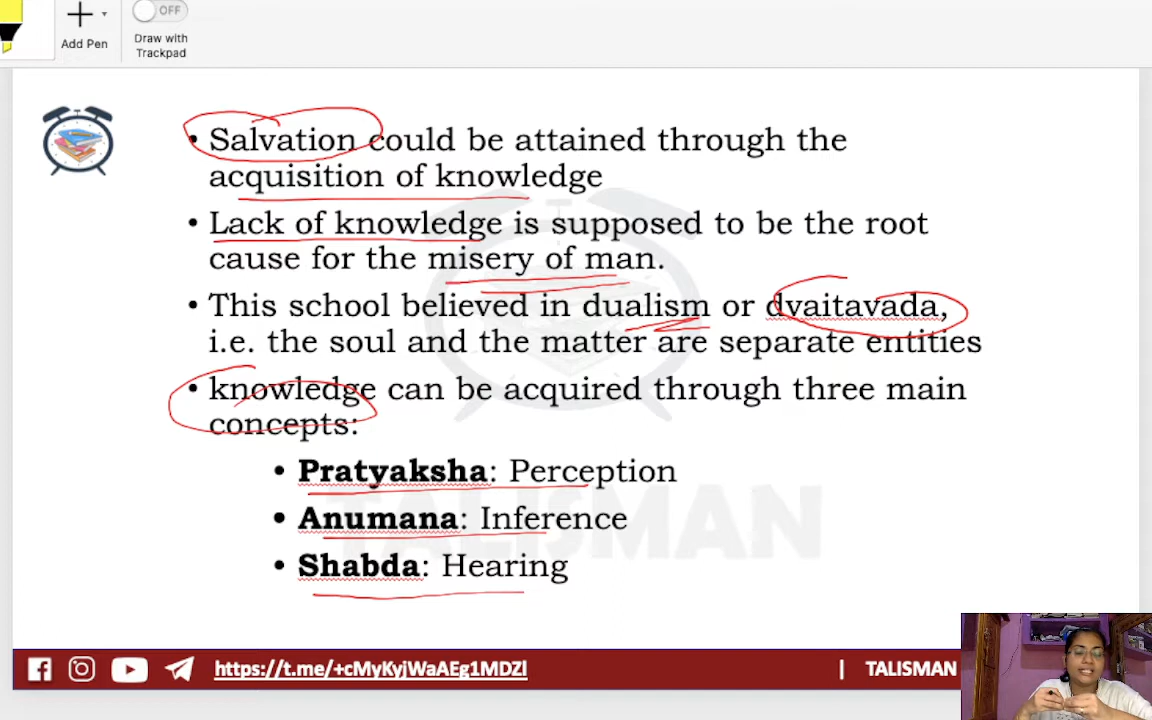 OFF
Add Pen
Draw with
Trackpad
• Salvation could be attained through the
acquisition of knowledge
• Lack of knowledge is supposed to be the root
cause for the misery of man.
• This school believed in dualism or dvaitavada,
i.e. the soul and the matter are separate entities
• knowledge can be acquired through three main
concepts:
• Pratyaksha: Perception
• Anumana: Inference
• Shabda: Hearing
TALISMAN
https://t.me/+cMyKyjWaAEg1MDZl
| TALISMAN